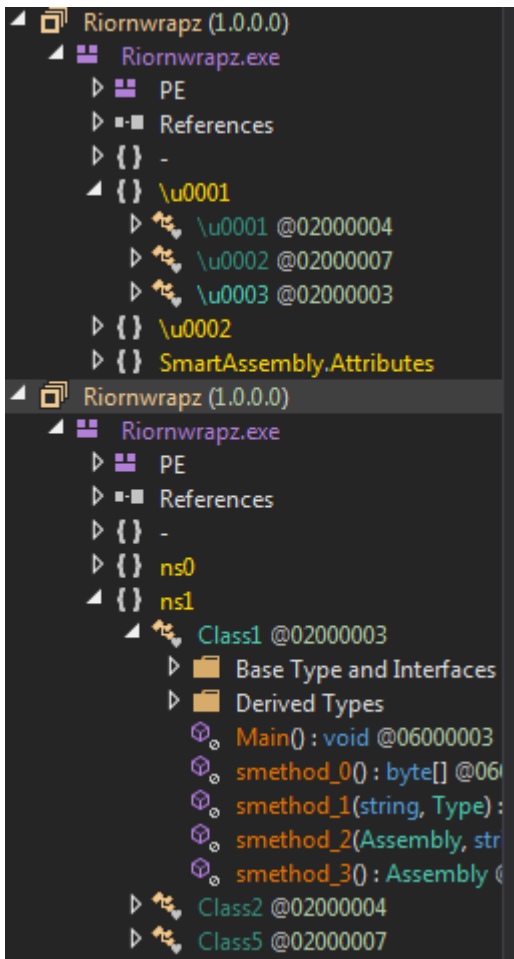 Riornwrapz (1.0.0.0)
Riornwrapz.exe
PE
References
{ } -
{ } \u0001
\u0001 @02000004
\u0002 @02000007
\u0003 @02000003
{ } \u0002
{ } SmartAssembly.Attributes
Riornwrapz (1.0.0.0)
Riornwrapz.exe
PE
References
{ } -
{ } ns0
{ } ns1
Class1 @02000003
Base Type and Interfaces
Derived Types
Main() : void @06000003
smethod_0() : byte[] @06
smethod_1(string, Type) :
smethod_2(Assembly, str
smethod_3() : Assembly
Class2 @02000004
Class5 @02000007